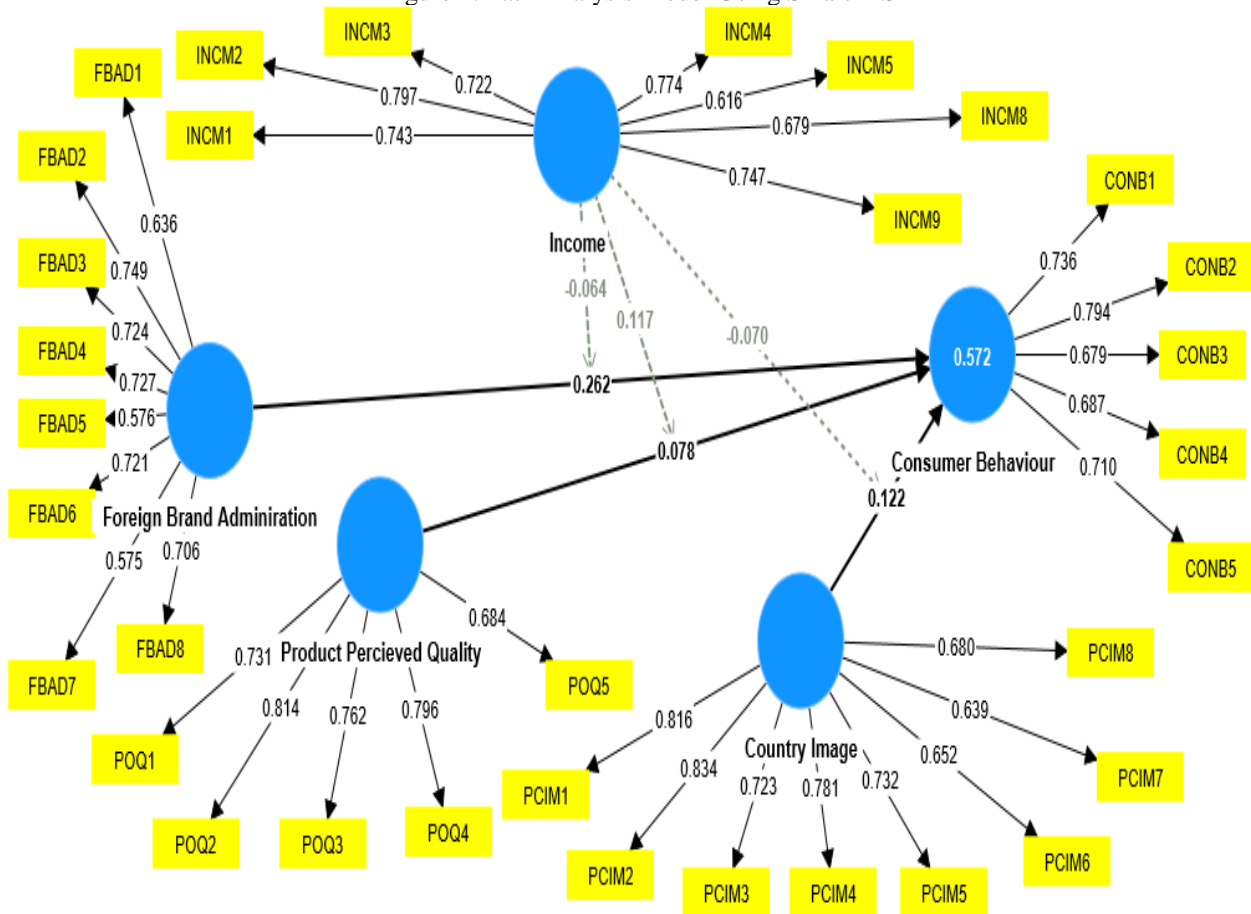 INCM3
INCM4
INCM2
FBAD1
INCM5
0.722
0.774
0.797
0.616
INCM1
0.743
0.679
INCM8
FBAD2
0.747
CONB1
INCM9
0.636
Income
FBAD3
0.749
0.736
CONB2
-0.064
0.794
0.117
0.724
-0.070
FBAD4
0.572
0.679
CONB3
0.727
0.262
0.576
0.687
FBAD5
0.078
CONB4
0.721
Consumer Behaviour
0.710
0.122
FBAD6
Foreign Brand Adminiration
0.706
0.575
CONB5
0.684
FBAD8
0.731
Product Percieved Quality
0.680
PCIM8
FBAD7
POQ5
0.814
0.762
0.796
0.639
0.816
Country Image
POQ1
0.834
0.652
0.723
0.781
0.732
PCIM7
PCIM1
POQ4
POQ2
POQ3
PCIM2
PCIM6
PCIM3
PCIM4
PCIM5